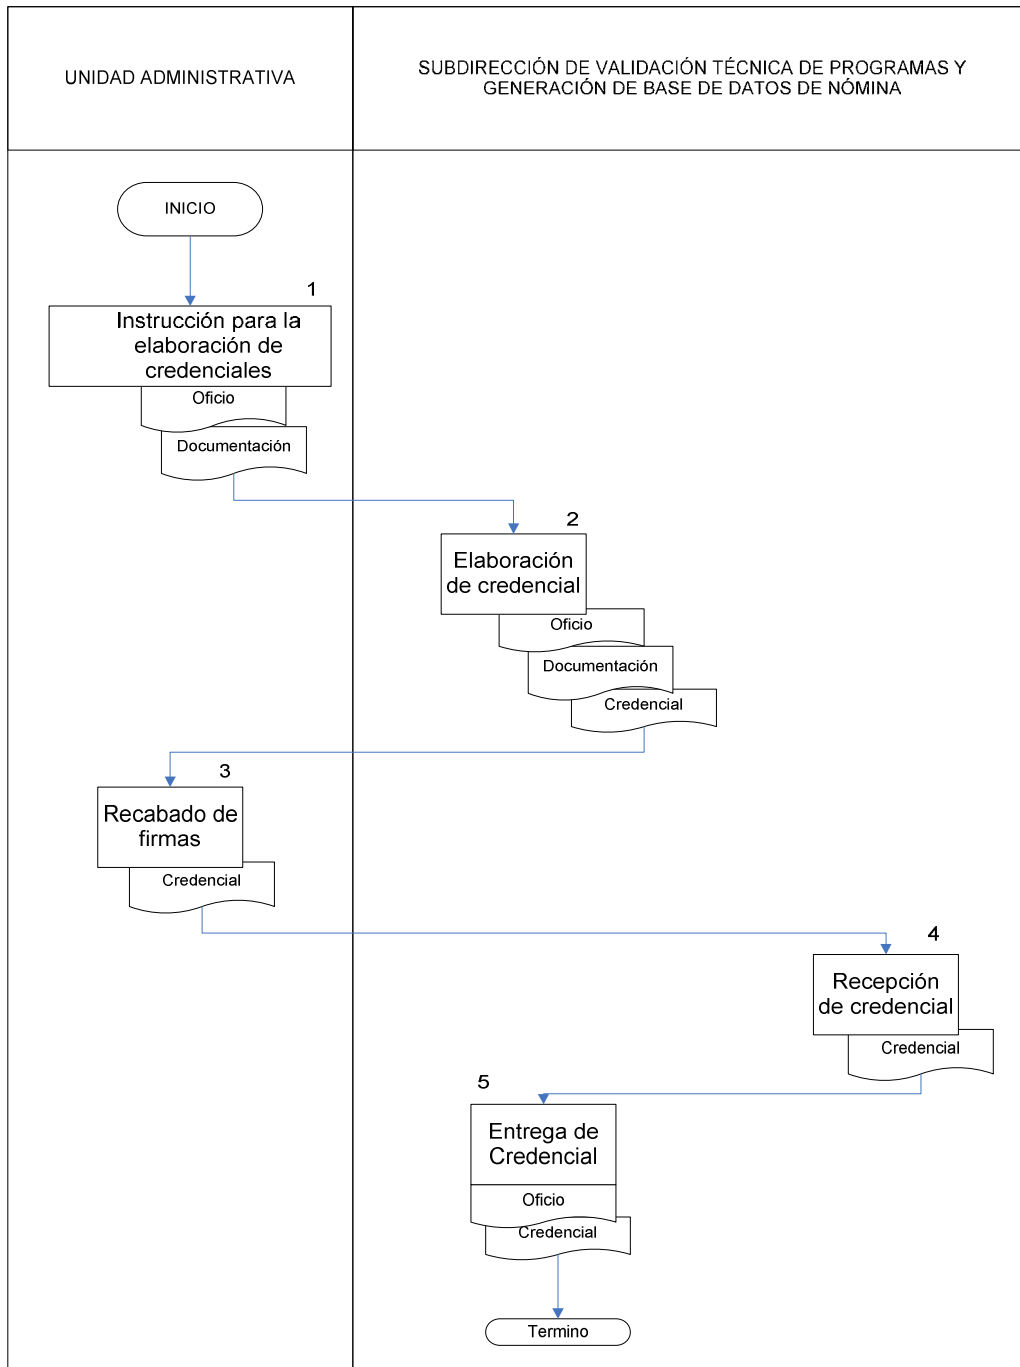 UNIDAD ADMINISTRATIVA
SUBDIRECCIÓN DE VALIDACIÓN TÉCNICA DE PROGRAMAS Y
GENERACIÓN DE BASE DE DATOS DE NÓMINA
INICIO
1
Instrucción para la
elaboración de
credenciales
Oficio
Documentación
2
Elaboración
de credencial
Oficio
Documentación
Credencial
3
Recabado de
firmas
Credencial
4
Recepción
de credencial
Credencial
5
Entrega de
Credencial
Oficio
Credencial
Termino